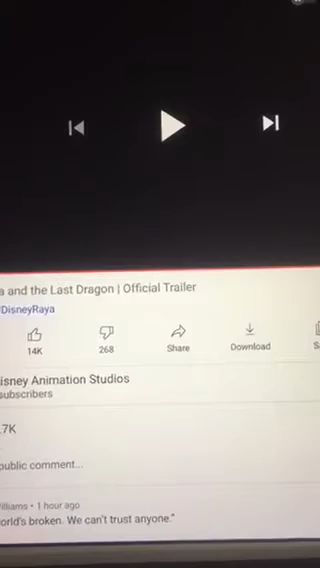 a and the Last Dragon | Official Trailer
DisneyRaya
14K
268
Share
Download
S
isney Animation Studios
subscribers
.7K
public comment...
illiams • 1 hour ago
orld's broken. We can't trust anyone."